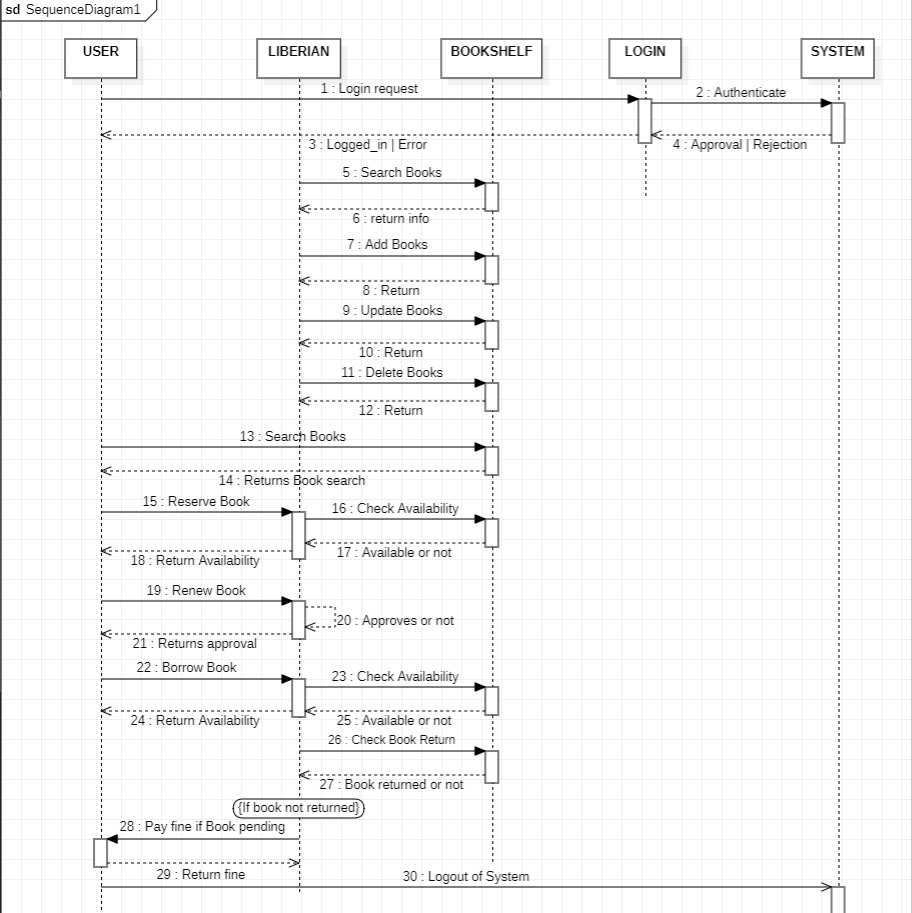 sd SequenceDiagram1
USER
LIBERIAN
BOOKSHELF
LOGIN
SYSTEM
1 : Login request
2 : Authenticate
3 : Logged_in | Error
4 : Approval | Rejection
5 : Search Books
6 : return info
7 : Add Books
8 : Return
9 : Update Books
10 : Return
11 : Delete Books
12 : Return
13 : Search Books
14 : Returns Book search
15 : Reserve Book
16 : Check Availability
17 : Available or not
18 : Return Availability
19 : Renew Book
20 : Approves or not
21 : Returns approval
22 : Borrow Book
23 : Check Availability
24 : Return Availability
25 : Available or not
26 : Check Book Return
27 : Book returned or not
{If book not returned}
28 : Pay fine if Book pending
29 : Return fine
30 : Logout of System